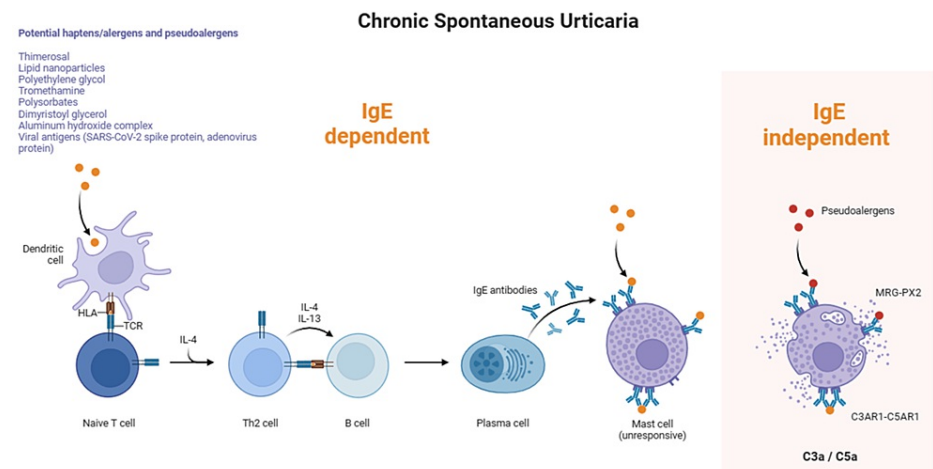 Chronic Spontaneous Urticaria
Potential haptens/alergens and pseudoalergens
Thimerosal
Lipid nanoparticles
Polyethylene glycol
Tromethamine
Polysorbates
Dimyristoyl glycerol
Aluminum hydroxide complex
Viral antigens (SARS-CoV-2 spike protein, adenovirus
protein)
IgE
dependent
IgE
independent
Dendritic
cell
HLA
TCR
IL-4
IL-4
IL-13
IgE antibodies
Pseudoalergens
MRG-PX2
C3AR1-C5AR1
Naive T cell
Th2 cell
B cell
Plasma cell
Mast cell
(unresponsive)
C3a / C5a